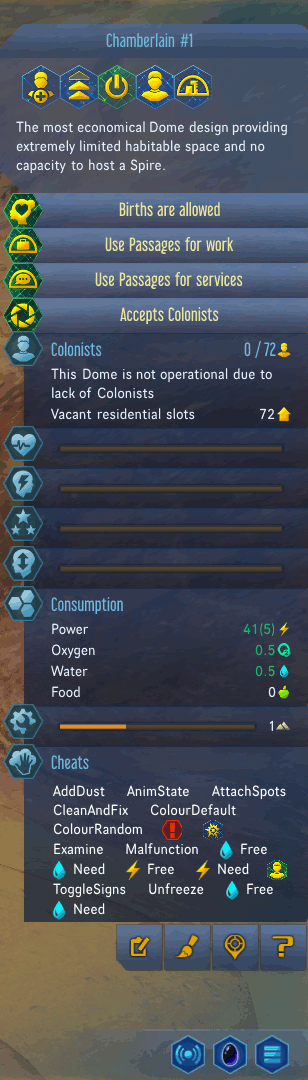 Chamberlain #1
The most economical Dome design providing
extremely limited habitable space and no
capacity to host a Spire.
Births are allowed
Use Passages for work
Use Passages for services
Accepts Colonists
Colonists 0 / 72
This Dome is not operational due to
lack of Colonists
Vacant residential slots 72
Consumption
Power 41(5)
Oxygen 0.5
Water 0.5
Food 0
1
Cheats
AddDust AnimState AttachSpots
CleanAndFix ColourDefault
ColourRandom
Examine Malfunction Free
Need Free Need
ToggleSigns Unfreeze Free
Need